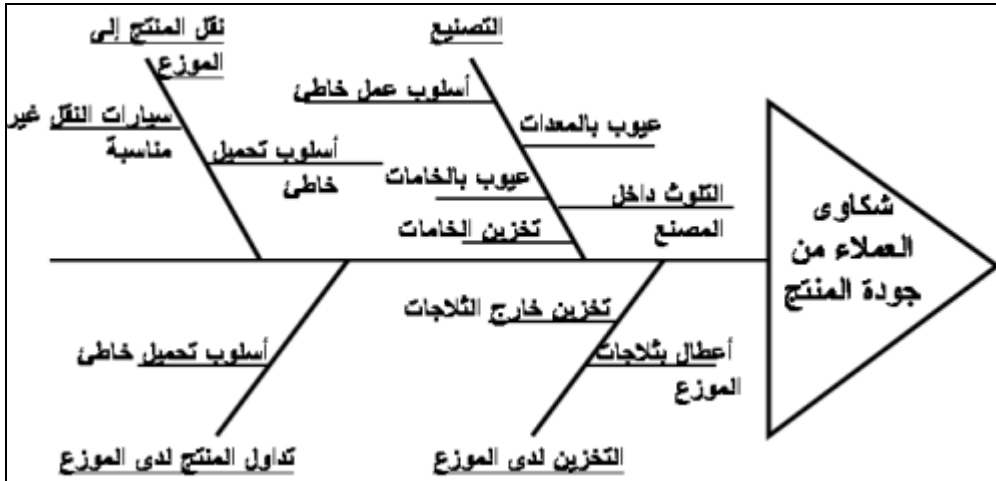 التصنيع
أسلوب عمل خاطئ
عيوب بالمعدات
عيوب بالخامات
التلوث داخل
المصنع
تخزين الخامات
نقل المنتج إلى
الموزع
سيارات النقل غير
مناسبة
أسلوب تحميل
خاطئ
شكاوى
العملاء من
جودة المنتج
تخزين خارج الثلاجات
أعطال بثلاجات
الموزع
التخزين لدى الموزع
أسلوب تحميل خاطئ
تداول المنتج لدى الموزع